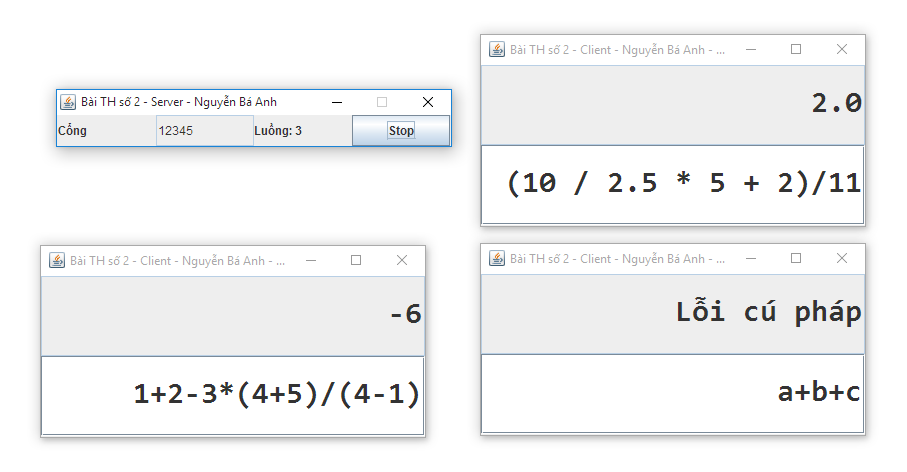 Bài TH số 2 - Server - Nguyễn Bá Anh
Cổng 12345 Luồng: 3 Stop
Bài TH số 2 - Client - Nguyễn Bá Anh - ...
2.0
(10 / 2.5 * 5 + 2)/11
Bài TH số 2 - Client - Nguyễn Bá Anh - ...
-6
1+2-3*(4+5)/(4-1)
Bài TH số 2 - Client - Nguyễn Bá Anh - ...
Lỗi cú pháp
a+b+c